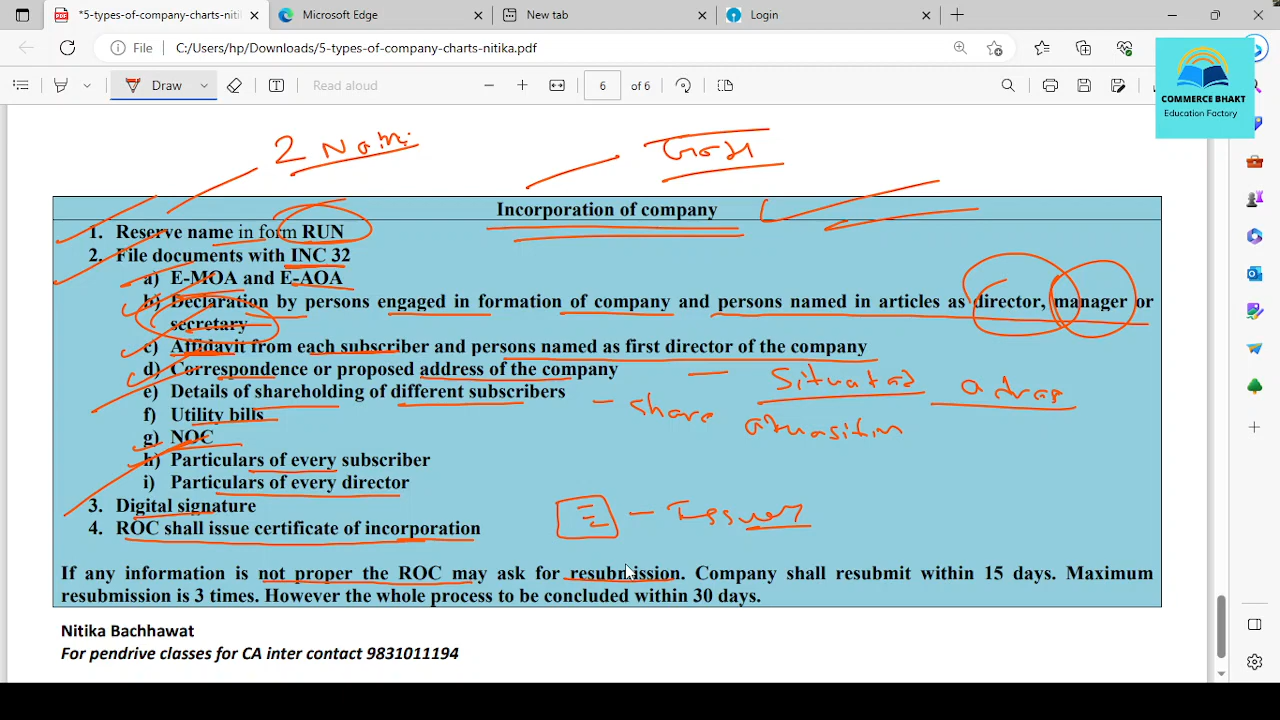 *5-types-of-company-charts-nitik
Microsoft Edge
New tab
Login
File
C:/Users/hp/Downloads/5-types-of-company-charts-nitika.pdf
Draw
Read aloud
6
of 6
COMMERCE BHAKT
Education Factory
2 Name
Incorporation of company
1. Reserve name in form RUN
2. File documents with INC 32
a) E-MOA and E-AOA
b) Declaration by persons engaged in formation of company and persons named in articles as director, manager or
secretary
c) Affidavit from each subscriber and persons named as first director of the company
d) Correspondence or proposed address of the company
e) Details of shareholding of different subscribers
Situated
f) Utility bills
share
g) NOC
h) Particulars of every subscriber
i) Particulars of every director
3. Digital signature
4. ROC shall issue certificate of incorporation
If any information is not proper the ROC may ask for resubmission. Company shall resubmit within 15 days. Maximum
resubmission is 3 times. However the whole process to be concluded within 30 days.
Nitika Bachhawat
For pendrive classes for CA inter contact 9831011194